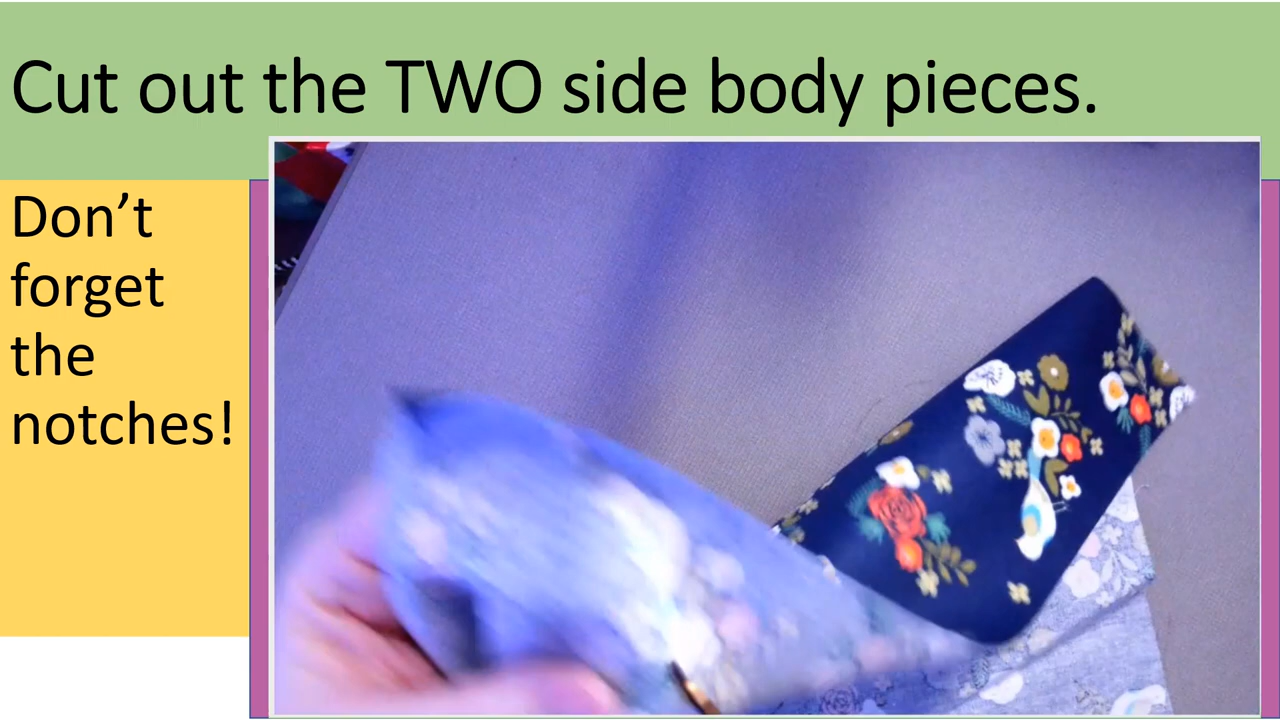 Cut out the TWO side body pieces.
Don’t
forget
the
notches!